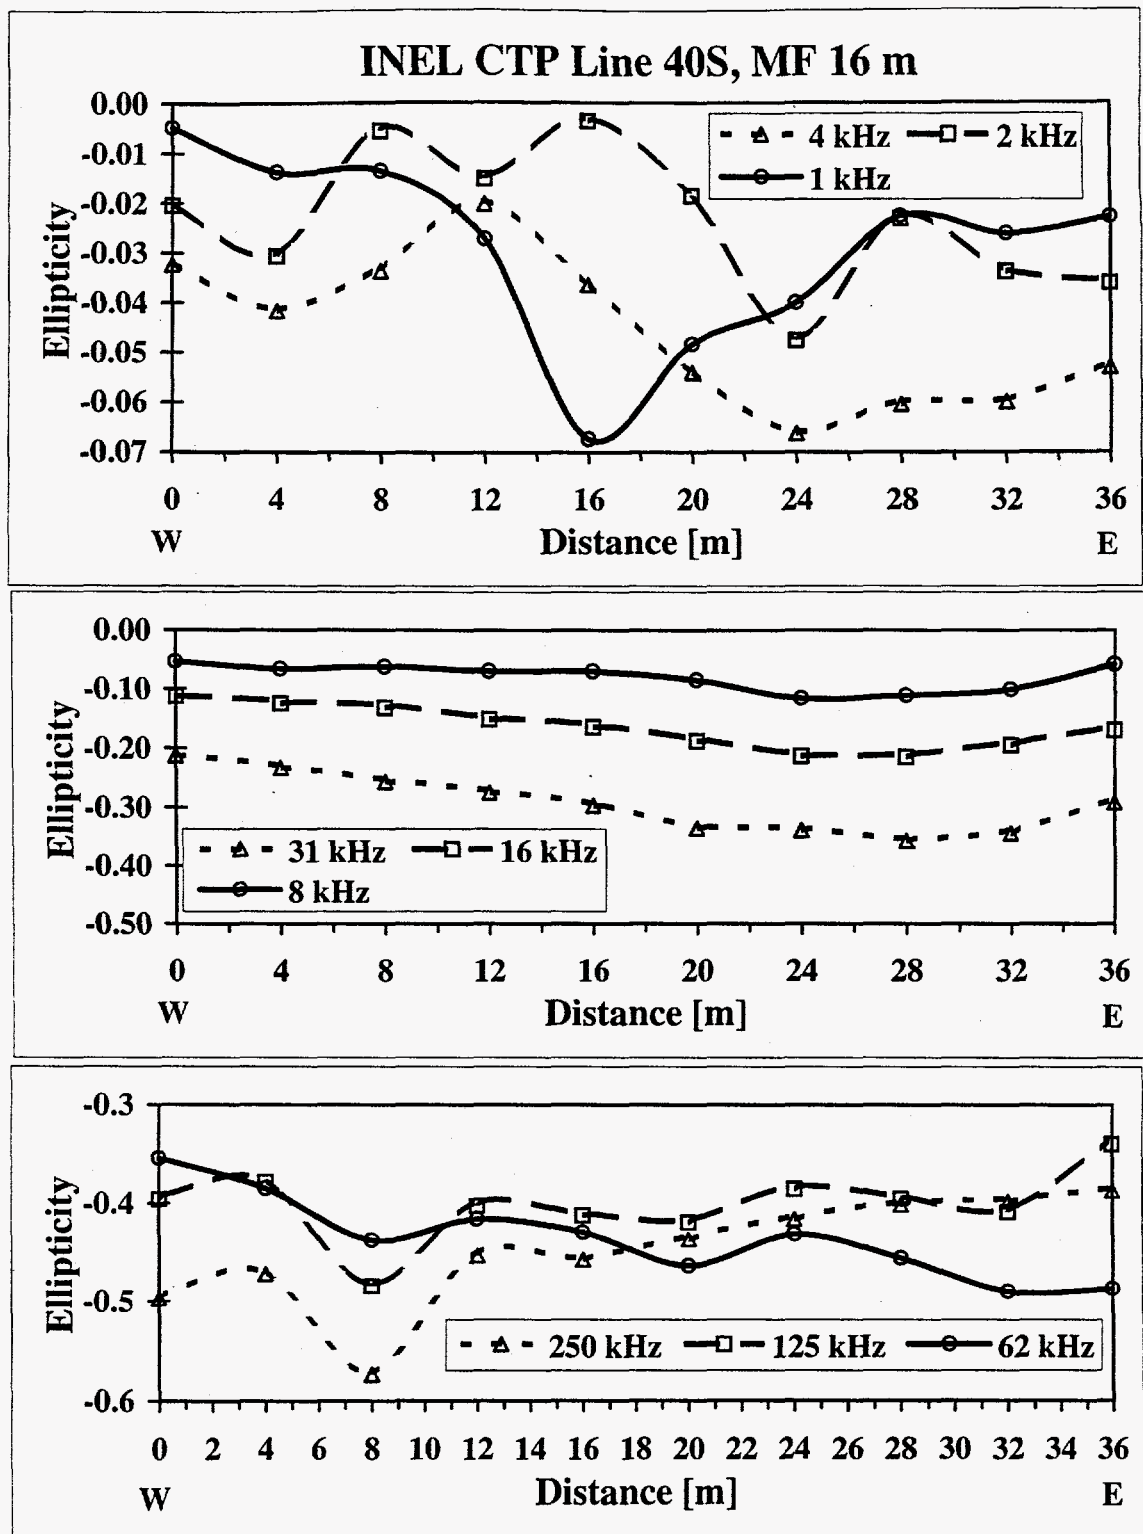 INEL CTP Line 40S, MF 16 m
0.00
-0.01
-0.02
-0.03
-0.04
-0.05
-0.06
-0.07
Ellipticity
4 kHz 2 kHz
1 kHz
0 4 8 12 16 20 24 28 32 36
W Distance [m] E
0.00
-0.10
-0.20
-0.30
-0.40
-0.50
Ellipticity
31 kHz 16 kHz
8 kHz
0 4 8 12 16 20 24 28 32 36
W Distance [m] E
-0.3
-0.4
-0.5
-0.6
Ellipticity
250 kHz 125 kHz 62 kHz
0 2 4 6 8 10 12 14 16 18 20 22 24 26 28 30 32 34 36
W Distance [m] E